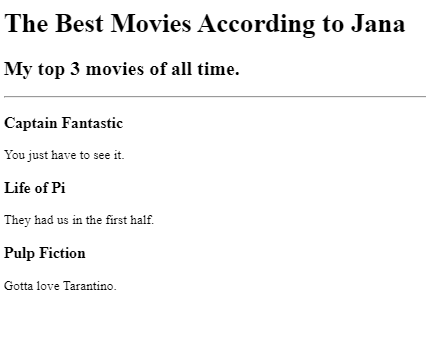 The Best Movies According to Jana
My top 3 movies of all time.
Captain Fantastic
You just have to see it.
Life of Pi
They had us in the first half.
Pulp Fiction
Gotta love Tarantino.